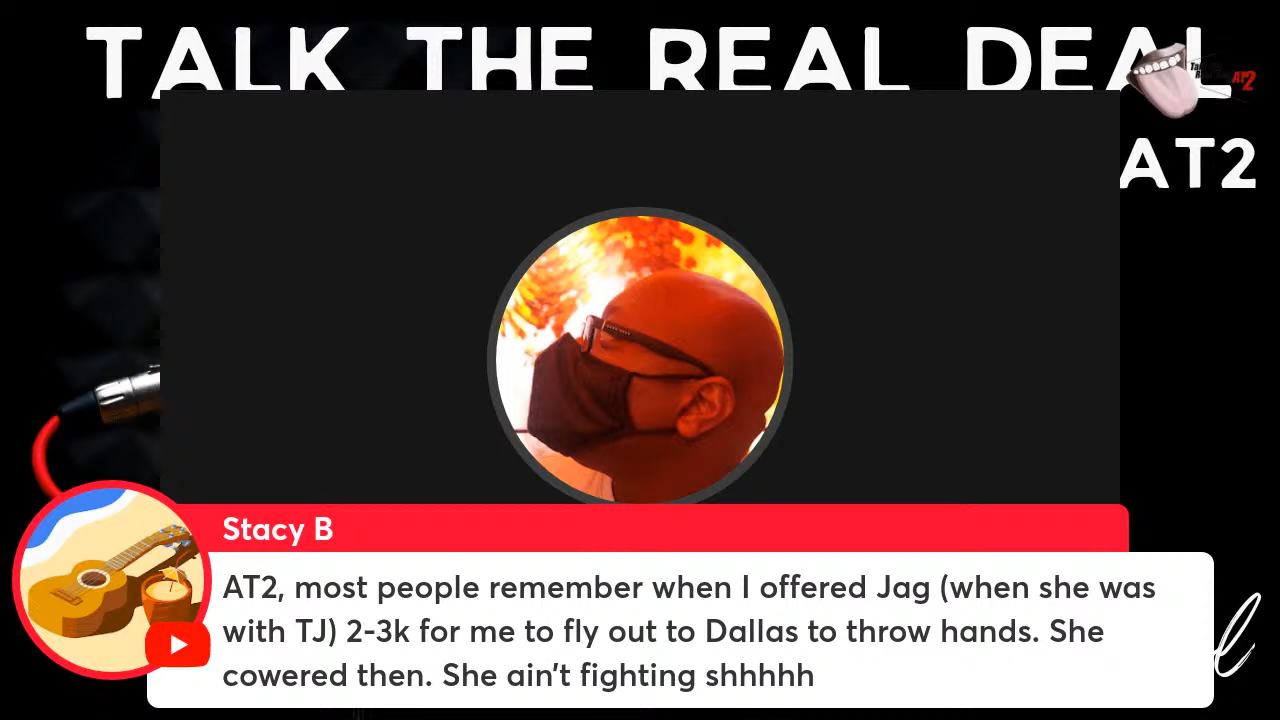 TALK THE REAL DEAL
AT2
AT2
Stacy B
AT2, most people remember when I offered Jag (when she was
with TJ) 2-3k for me to fly out to Dallas to throw hands. She
cowered then. She ain't fighting shhhhh